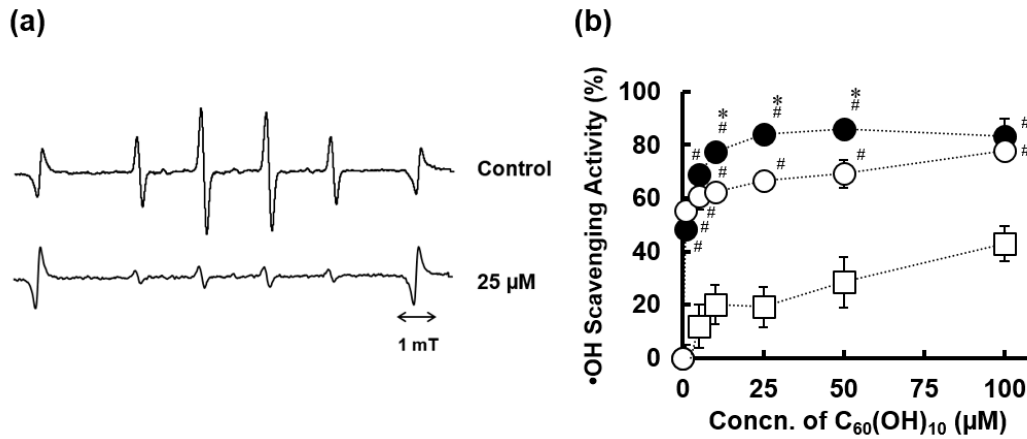 (a)
Control
25 µM
1 mT
(b)
•OH Scavenging Activity (%)
100
80
60
40
20
0
* # * # * # #
# # # # # #
# #
0 25 50 75 100
Concn. of C₆₀(OH)₁₀ (µM)